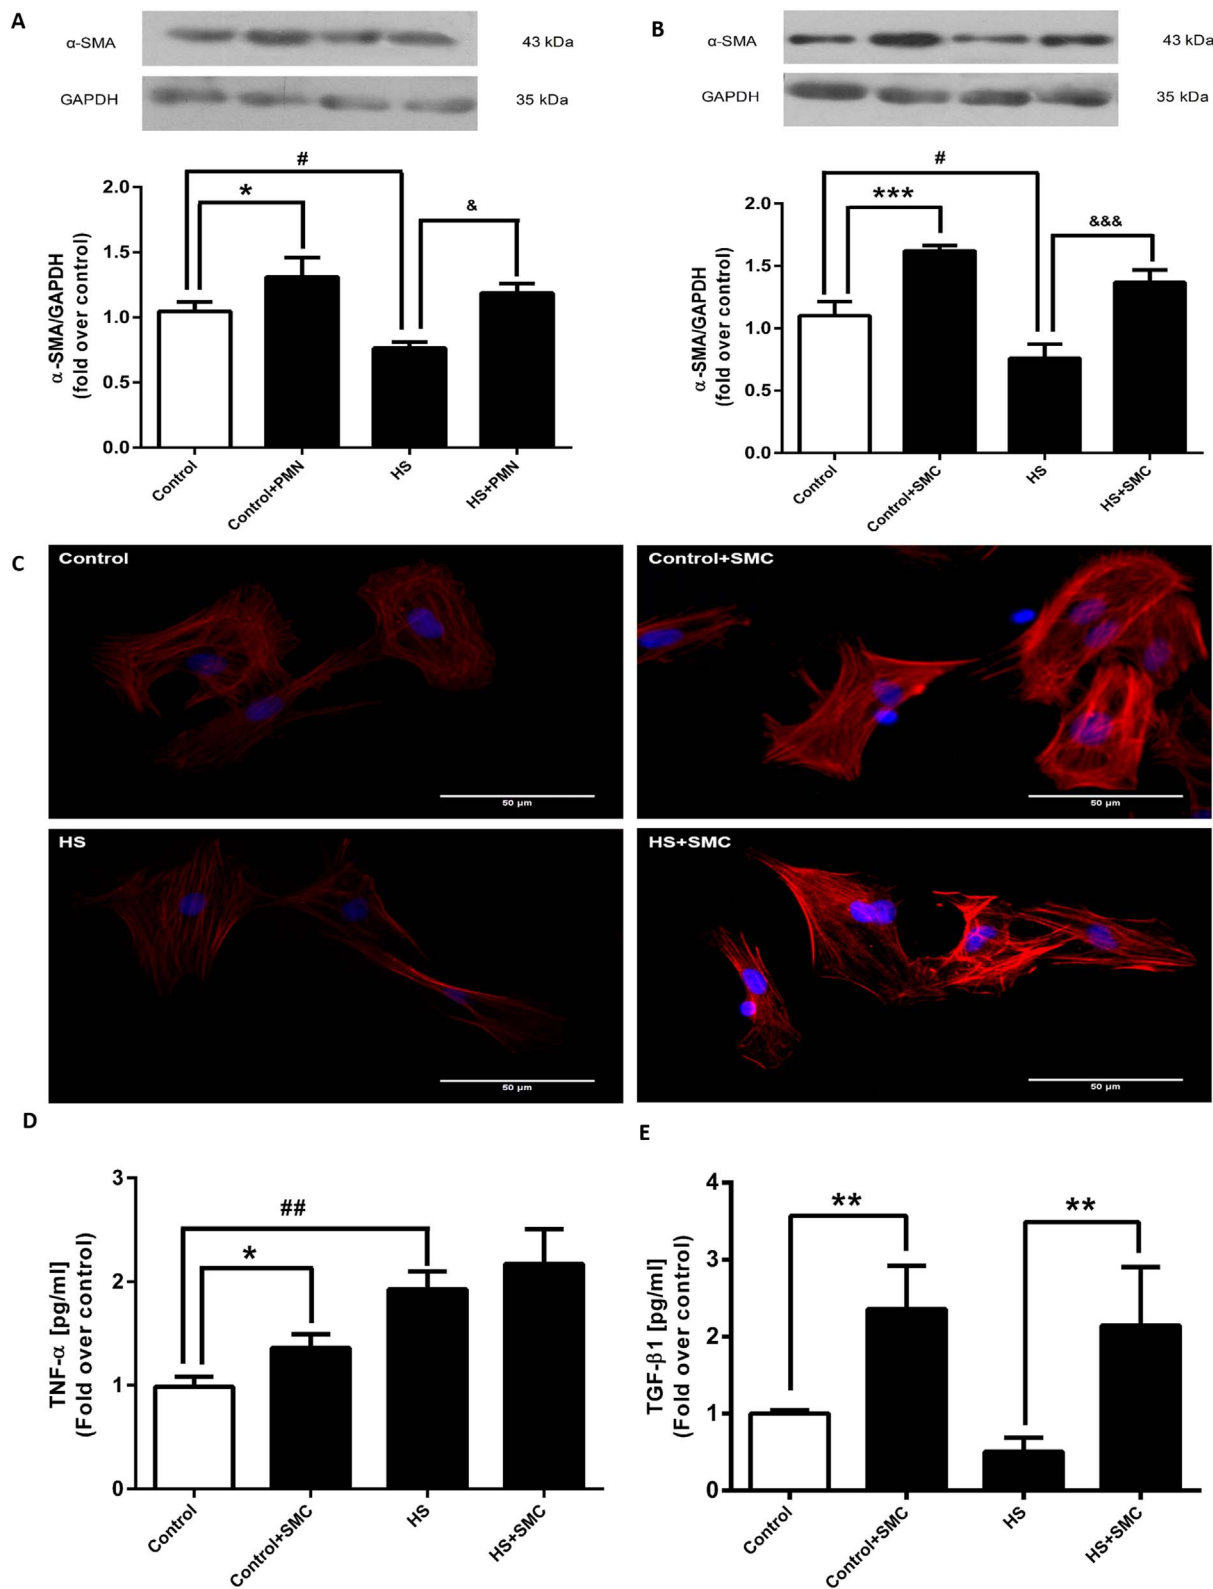 A
α-SMA
43 kDa
GAPDH
35 kDa
#
*
&
α-SMA/GAPDH
(fold over control)
2.0
1.5
1.0
0.5
0.0
Control
Control+PMN
HS
HS+PMN
B
α-SMA
43 kDa
GAPDH
35 kDa
#
***
&&&
α-SMA/GAPDH
(fold over control)
2.0
1.5
1.0
0.5
0.0
Control
Control+SMC
HS
HS+SMC
C
Control
50 µm
Control+SMC
50 µm
HS
50 µm
HS+SMC
50 µm
D
##
*
TNF-α [pg/ml]
(Fold over control)
3
2
1
0
Control
Control+SMC
HS
HS+SMC
E
**
**
TGF-β1 [pg/ml]
(Fold over control)
4
3
2
1
0
Control
Control+SMC
HS
HS+SMC